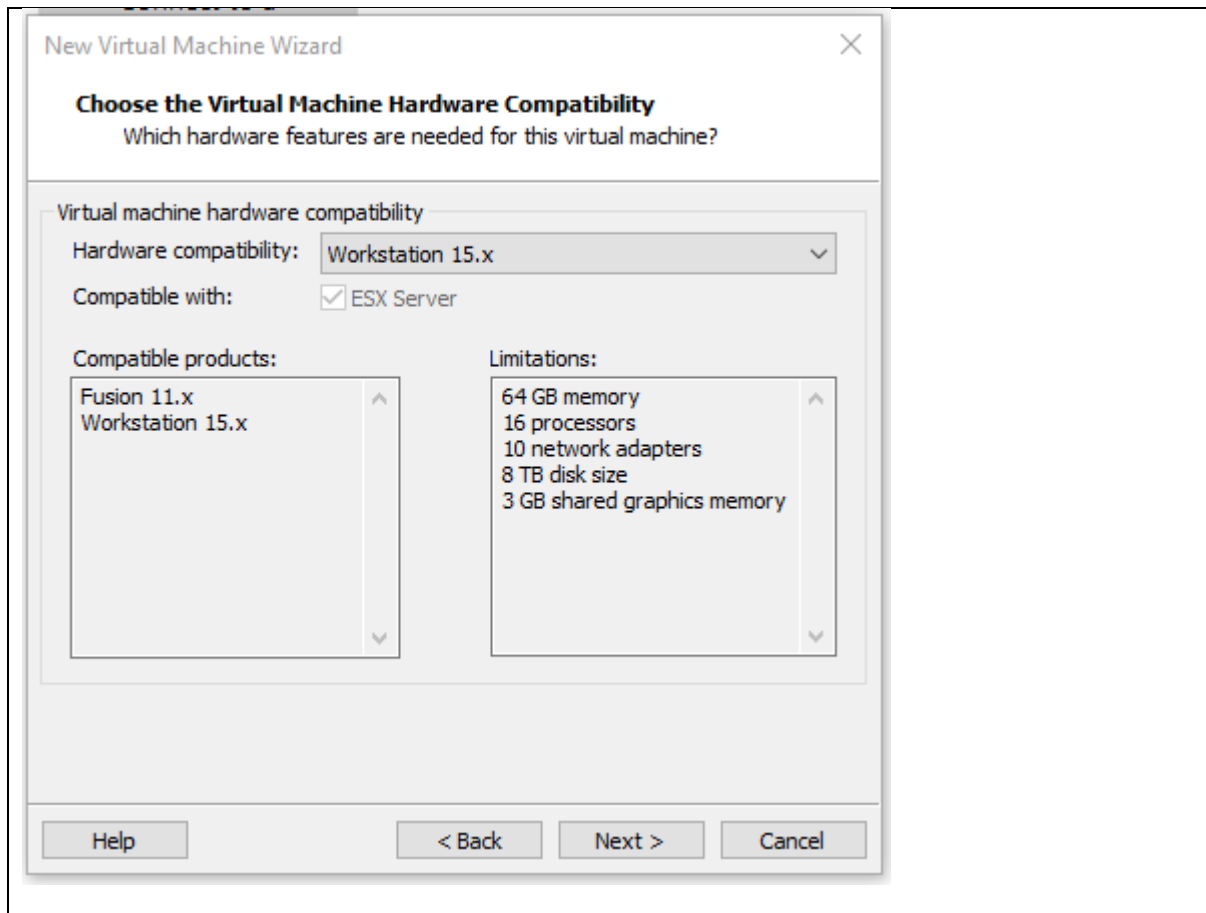 New Virtual Machine Wizard
Choose the Virtual Machine Hardware Compatibility
Which hardware features are needed for this virtual machine?
Virtual machine hardware compatibility
Hardware compatibility: Workstation 15.x
Compatible with: ESX Server
Compatible products:
Fusion 11.x
Workstation 15.x
Limitations:
64 GB memory
16 processors
10 network adapters
8 TB disk size
3 GB shared graphics memory
Help < Back Next > Cancel